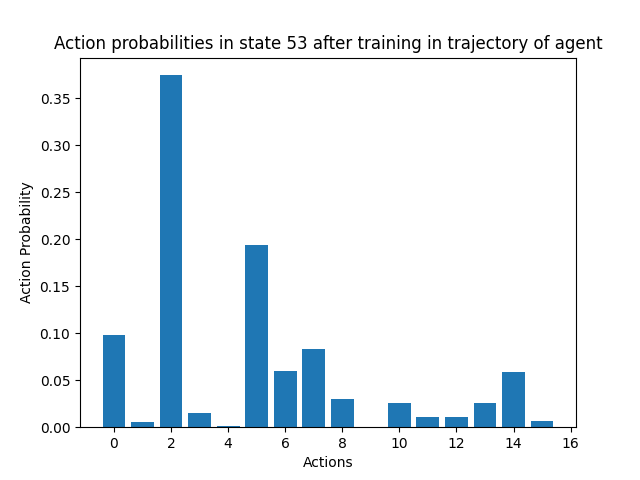 Action probabilities in state 53 after training in trajectory of agent
0.35
0.30
0.25
0.20
0.15
0.10
0.05
0.00
Action Probability
0 2 4 6 8 10 12 14 16
Actions